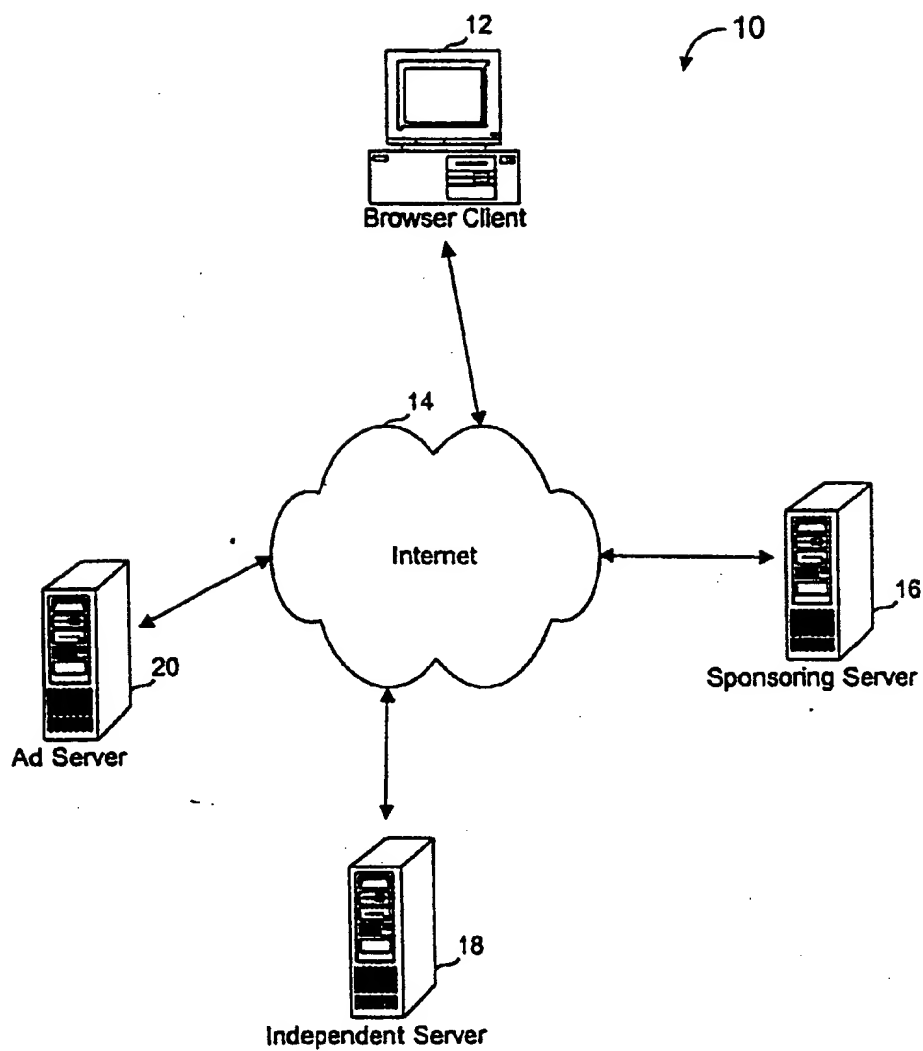 12
10
Browser Client
14
Internet
16
Sponsoring Server
20
Ad Server
18
Independent Server